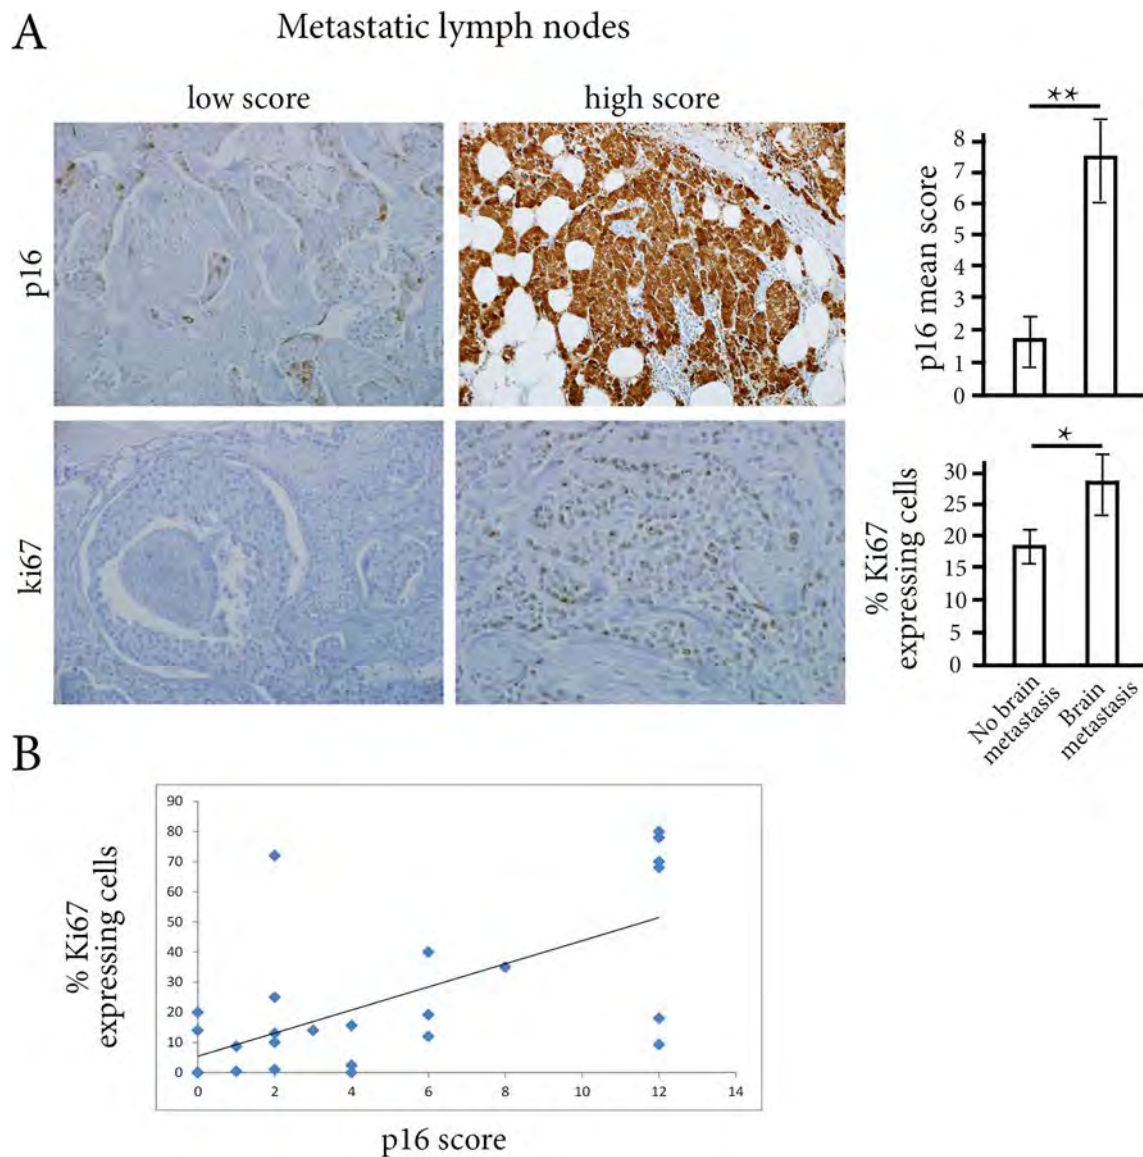 A
Metastatic lymph nodes
low score
high score
p16
ki67
**
p16 mean score
8
7
6
5
4
3
2
1
0
*
% Ki67
expressing cells
30
25
20
15
10
5
0
No brain
metastasis
Brain
metastasis
B
% Ki67
expressing cells
90
80
70
60
50
40
30
20
10
0
0 2 4 6 8 10 12 14
p16 score